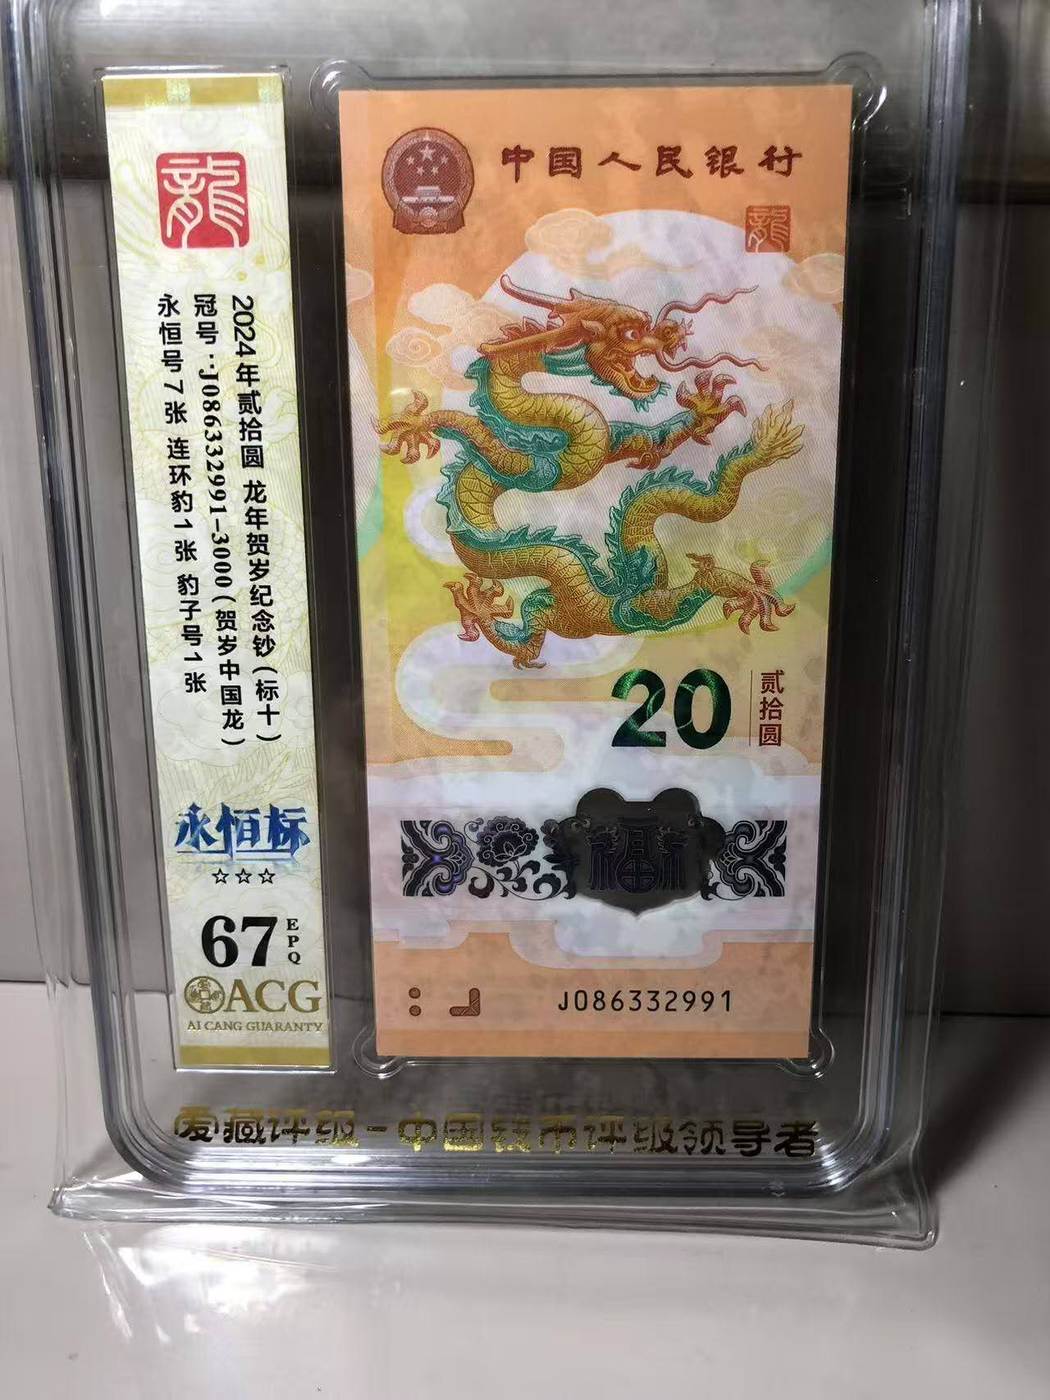 龍
2024年贰拾圆 龙年贺岁纪念钞(标十)
冠号:J086332991-3000(贺岁中国龙)
永恒号7张 连环豹1张 豹子号1张
永恒标
☆☆☆
67
EPQ
ACG
AI CANG GUARANTY
中国人民银行
龍
20
贰拾圆
福
J086332991
爱藏评级-中国钱币评级领导者